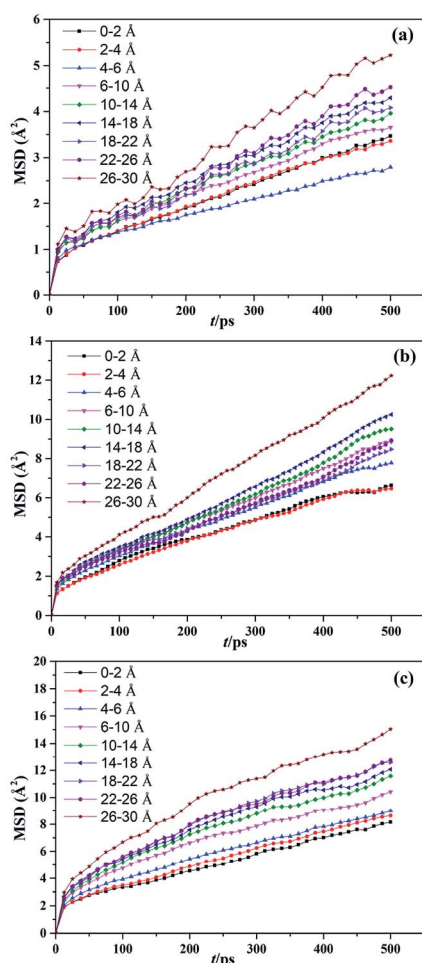 (a)
0-2 Å
2-4 Å
4-6 Å
6-10 Å
10-14 Å
14-18 Å
18-22 Å
22-26 Å
26-30 Å
MSD (Å²)
6
5
4
3
2
1
0
0 100 200 300 400 500
t/ps
(b)
0-2 Å
2-4 Å
4-6 Å
6-10 Å
10-14 Å
14-18 Å
18-22 Å
22-26 Å
26-30 Å
MSD (Å²)
14
12
10
8
6
4
2
0
0 100 200 300 400 500
t/ps
(c)
0-2 Å
2-4 Å
4-6 Å
6-10 Å
10-14 Å
14-18 Å
18-22 Å
22-26 Å
26-30 Å
MSD (Å²)
20
18
16
14
12
10
8
6
4
2
0
0 100 200 300 400 500
t/ps